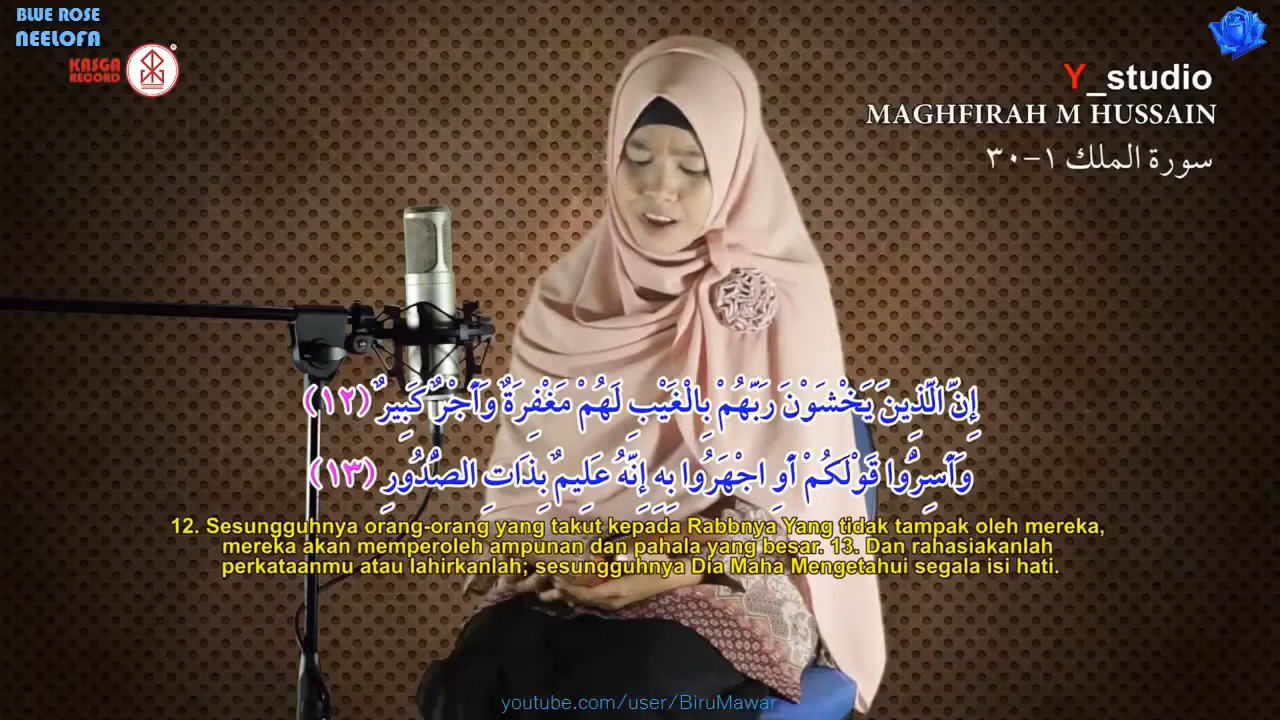 BLUE ROSE
NEELOFA
KASGA
RECORD
Y_studio
MAGHFIRAH M HUSSAIN
سورة الملك ١-٣٠
إِنَّ الَّذِينَ يَخْشَوْنَ رَبَّهُمْ بِالْغَيْبِ لَهُمْ مَغْفِرَةٌ وَأَجْرٌ كَبِيرٌ (١٢)
وَأَسِرُّوا قَوْلَكُمْ أَوِ اجْهَرُوا بِهِ إِنَّهُ عَلِيمٌ بِذَاتِ الصُّدُورِ (١٣)
12. Sesungguhnya orang-orang yang takut kepada Rabbnya Yang tidak tampak oleh mereka,
mereka akan memperoleh ampunan dan pahala yang besar. 13. Dan rahasiakanlah
perkataanmu atau lahirkanlah; sesungguhnya Dia Maha Mengetahui segala isi hati.
youtube.com/user/BiruMawar